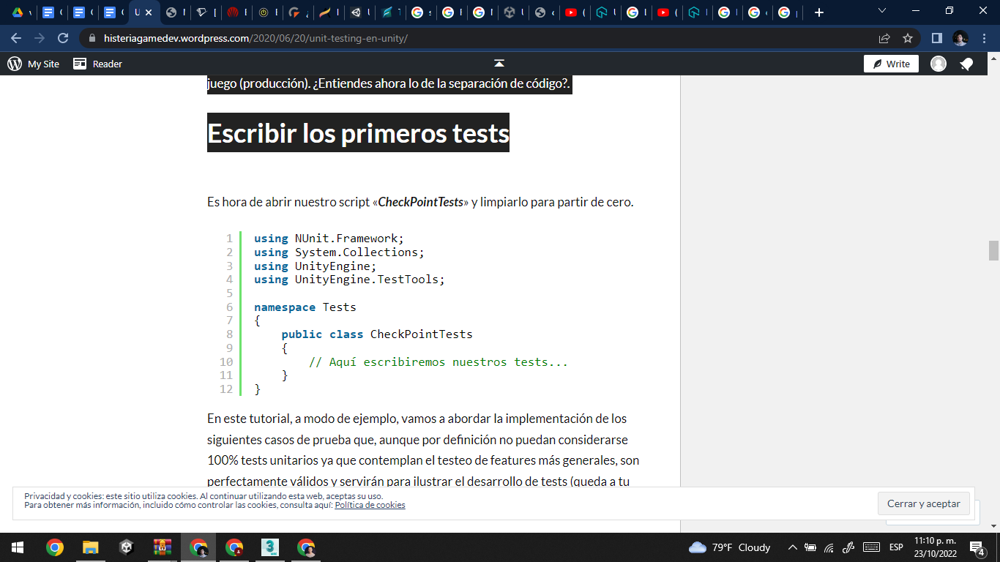 histeriagamedev.wordpress.com/2020/06/20/unit-testing-en-unity/
My Site
Reader
Write
juego (producción). ¿Entiendes ahora lo de la separación de código?.
Escribir los primeros tests
Es hora de abrir nuestro script «CheckPointTests» y limpiarlo para partir de cero.
1 using NUnit.Framework;
2 using System.Collections;
3 using UnityEngine;
4 using UnityEngine.TestTools;
5
6 namespace Tests
7 {
8 public class CheckPointTests
9 {
10 // Aquí escribiremos nuestros tests...
11 }
12 }
En este tutorial, a modo de ejemplo, vamos a abordar la implementación de los
siguientes casos de prueba que, aunque por definición no puedan considerarse
100% tests unitarios ya que contemplan el testeo de features más generales, son
perfectamente válidos y servirán para ilustrar el desarrollo de tests (queda a tu
Privacidad y cookies: este sitio utiliza cookies. Al continuar utilizando esta web, aceptas su uso.
Para obtener más información, incluido cómo controlar las cookies, consulta aquí: Política de cookies
Cerrar y aceptar
79°F Cloudy
ESP
11:10 p. m.
23/10/2022
4